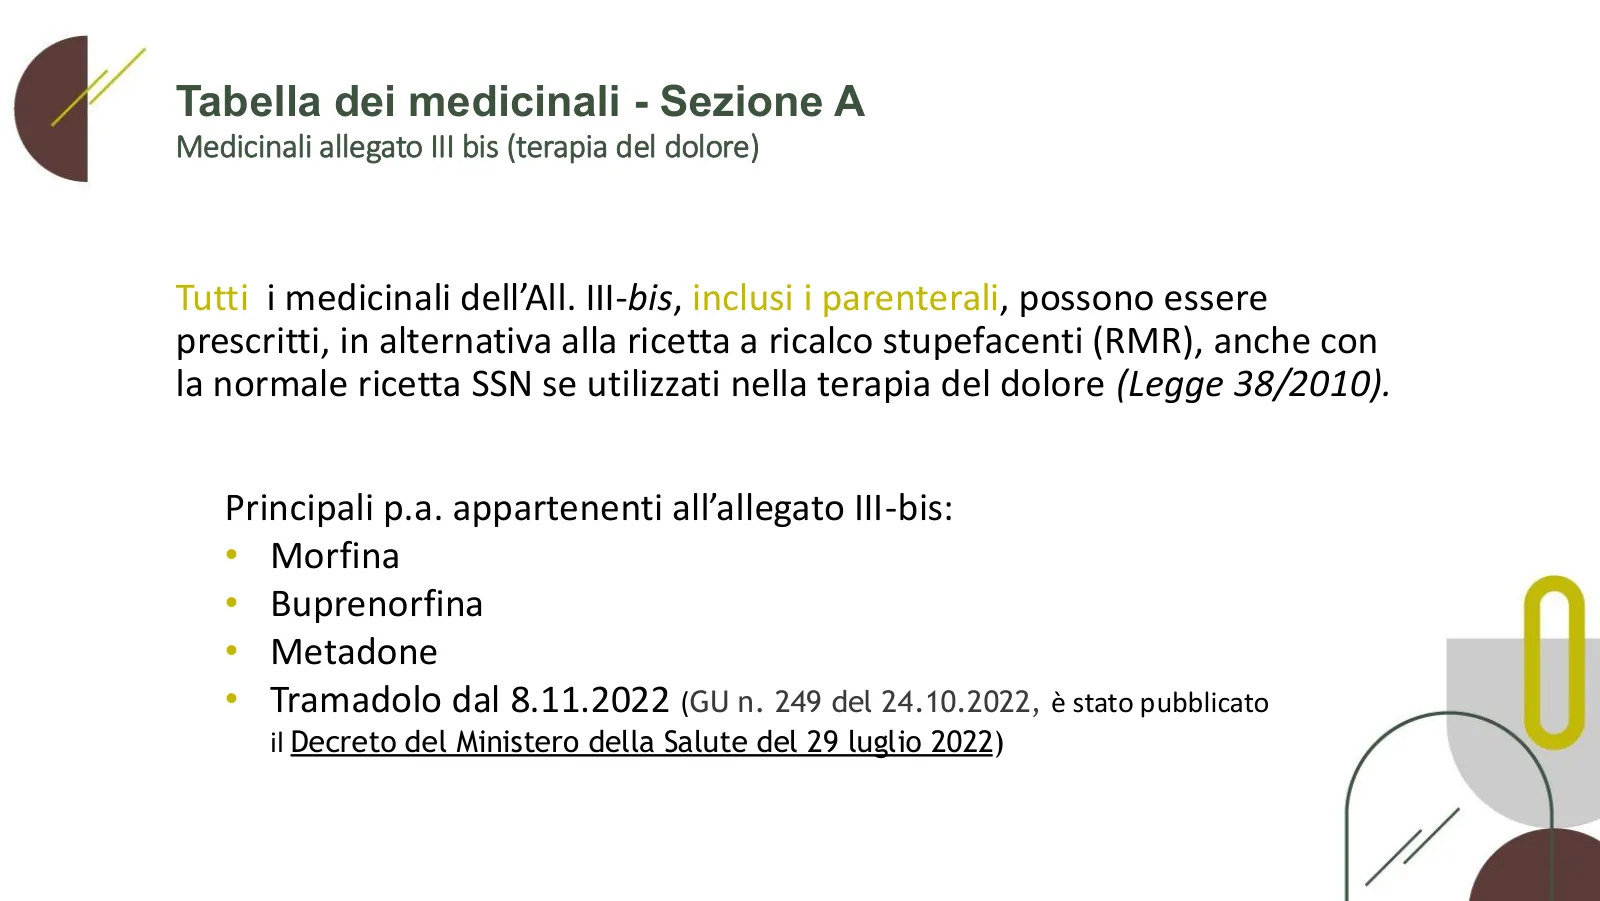 Tabella dei medicinali - Sezione A
Medicinali allegato III bis (terapia del dolore)
Tutti i medicinali dell’All. III-bis, inclusi i parenterali, possono essere
prescritti, in alternativa alla ricetta a ricalco stupefacenti (RMR), anche con
la normale ricetta SSN se utilizzati nella terapia del dolore (Legge 38/2010).
Principali p.a. appartenenti all’allegato III-bis:
• Morfina
• Buprenorfina
• Metadone
• Tramadolo dal 8.11.2022 (GU n. 249 del 24.10.2022, è stato pubblicato
il Decreto del Ministero della Salute del 29 luglio 2022)